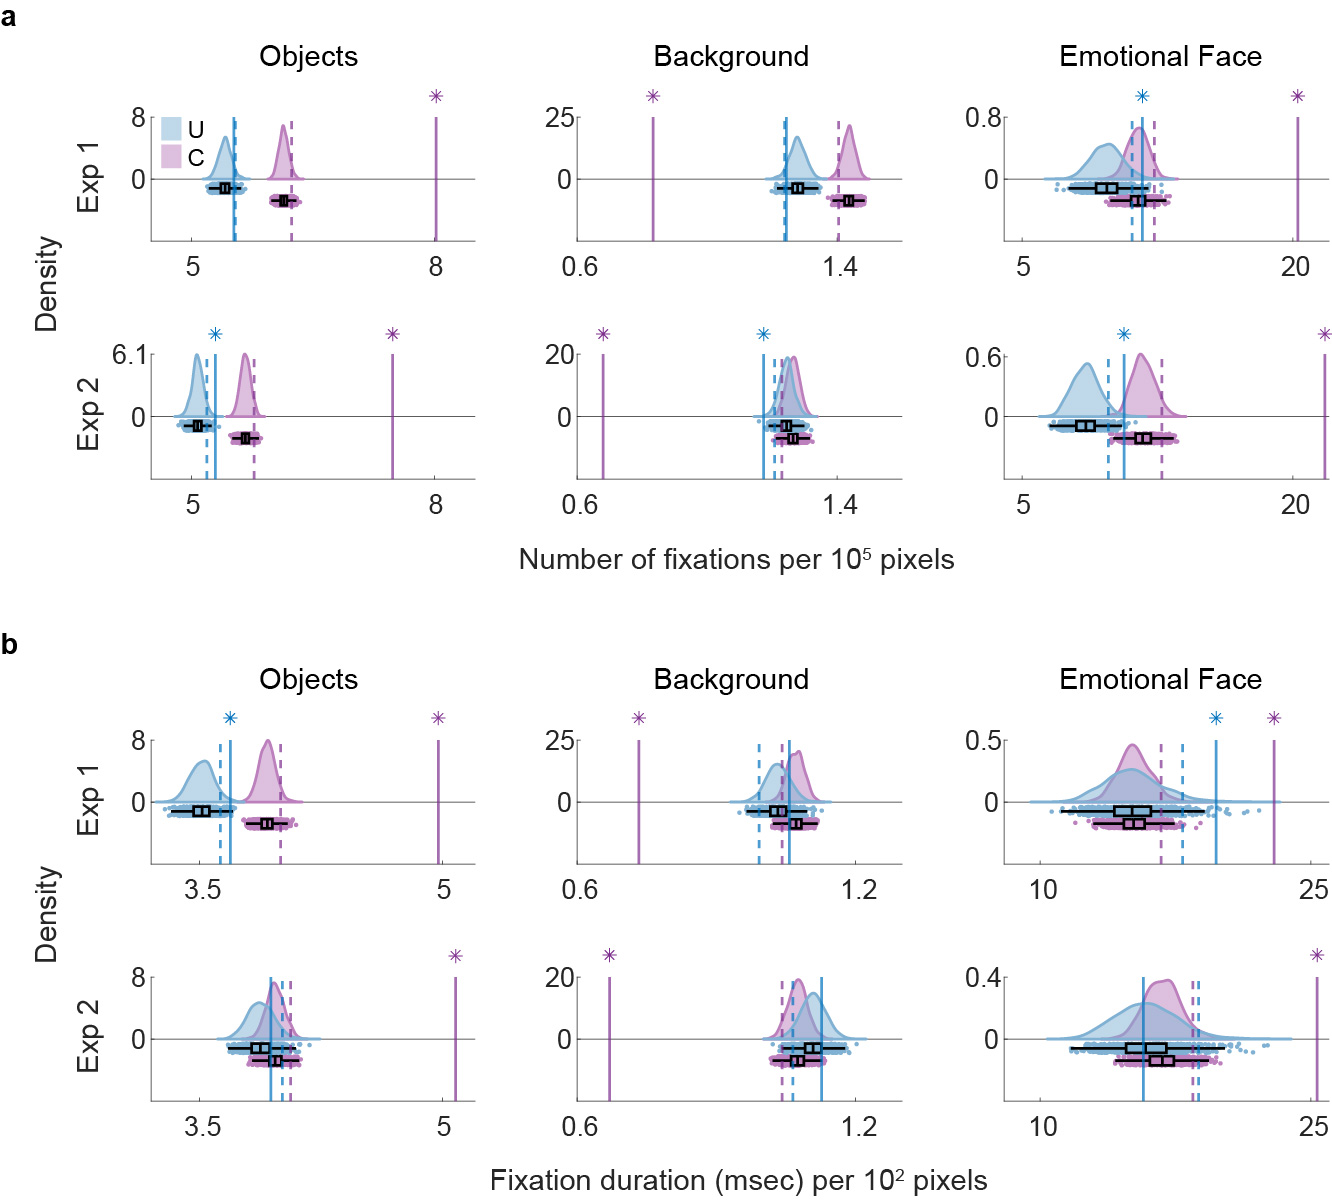 a
Objects
Background
Emotional Face
Density
Exp 1
8
0
U
C
5
8
25
0
0.6
1.4
0.8
0
5
20
Exp 2
6.1
0
5
8
20
0
0.6
1.4
0.6
0
5
20
Number of fixations per 10⁵ pixels
b
Objects
Background
Emotional Face
Density
Exp 1
8
0
3.5
5
25
0
0.6
1.2
0.5
0
10
25
Exp 2
8
0
3.5
5
20
0
0.6
1.2
0.4
0
10
25
Fixation duration (msec) per 10² pixels